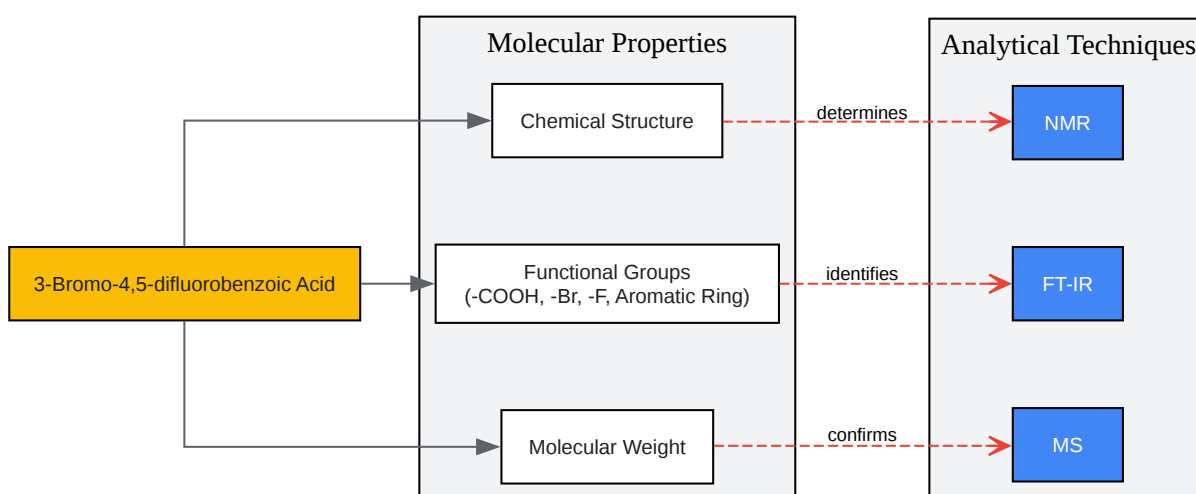 Molecular Properties
Analytical Techniques
Chemical Structure
determines
NMR
3-Bromo-4,5-difluorobenzoic Acid
Functional Groups
(-COOH, -Br, -F, Aromatic Ring)
identifies
FT-IR
Molecular Weight
confirms
MS